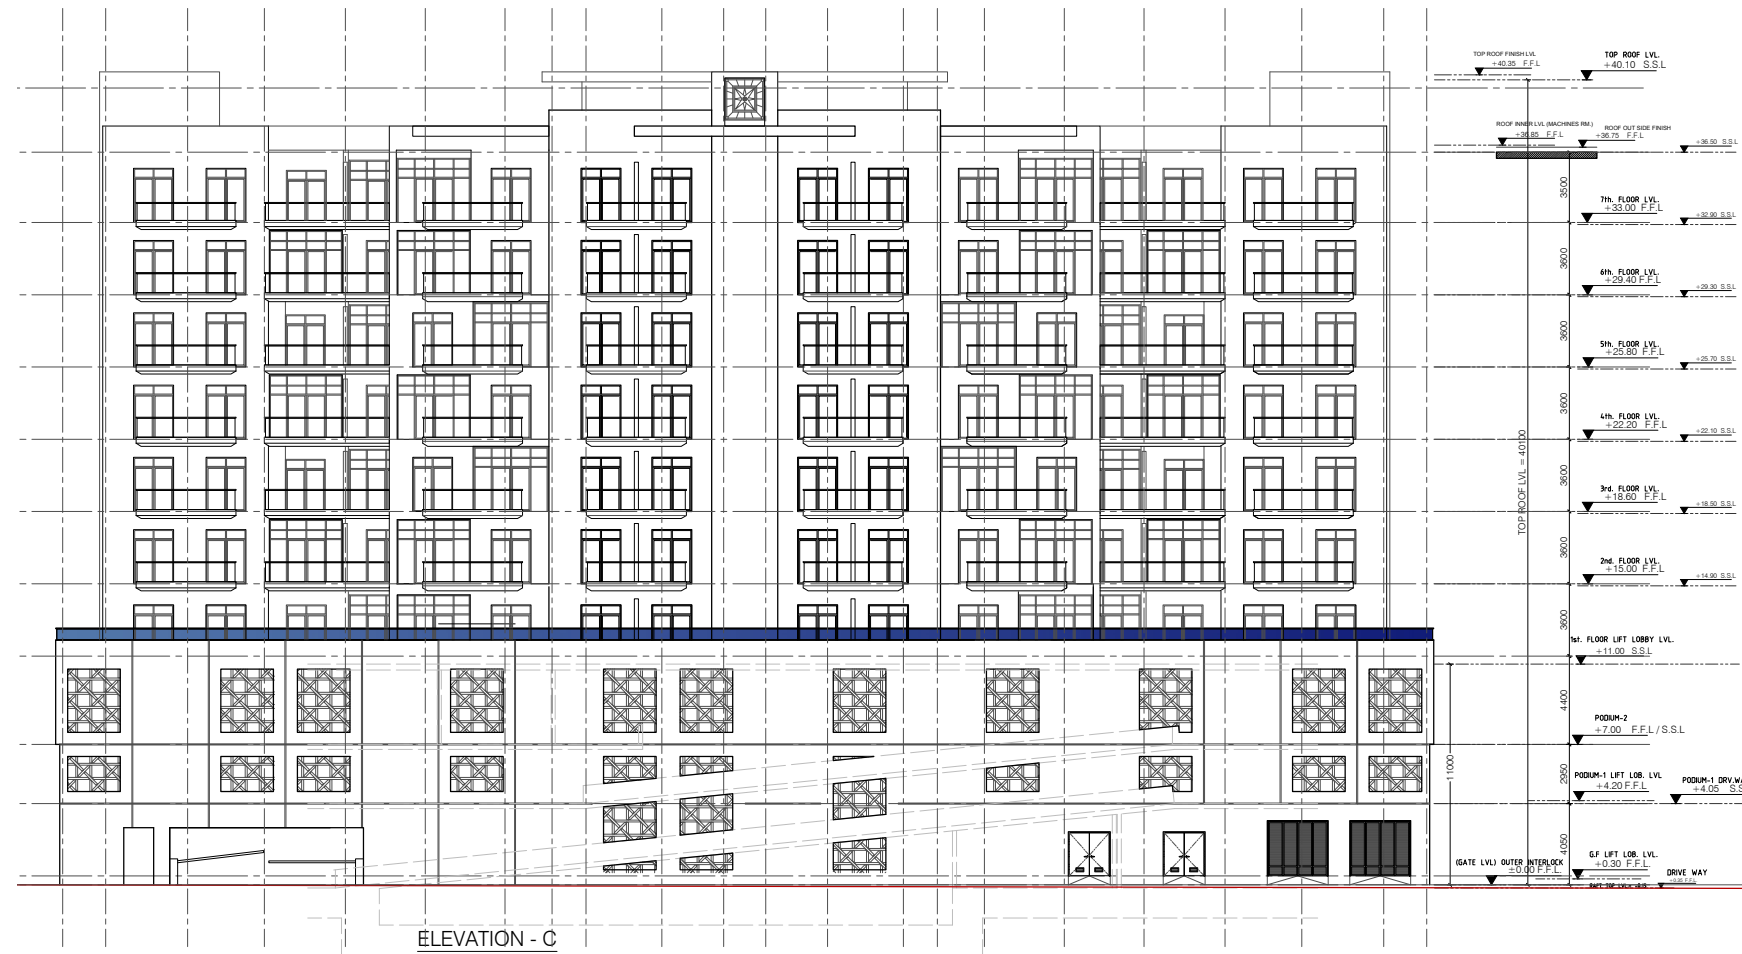 TOP ROOF FINISH LVL
+40.35 F.F.L
TOP ROOF LVL.
+40.10 S.S.L
ROOF INNER LVL (MACHINES RM.)
+36.85 F.F.L
ROOF OUT SIDE FINISH
+36.75 F.F.L
+36.50 S.S.L
3500
7th. FLOOR LVL.
+33.00 F.F.L
+32.90 S.S.L
3600
6th. FLOOR LVL.
+29.40 F.F.L
+29.30 S.S.L
3600
5th. FLOOR LVL.
+25.80 F.F.L
+25.70 S.S.L
3600
4th. FLOOR LVL.
+22.20 F.F.L
+22.10 S.S.L
TOP ROOF LVL = 40100
3600
3rd. FLOOR LVL.
+18.60 F.F.L
+18.50 S.S.L
3600
2nd. FLOOR LVL.
+15.00 F.F.L
+14.90 S.S.L
3600
1st. FLOOR LIFT LOBBY LVL.
+11.00 S.S.L
4400
PODIUM-2
+7.00 F.F.L / S.S.L
11000
2950
PODIUM-1 LIFT LOB. LVL
+4.20 F.F.L
PODIUM-1 DRV.WA
+4.05 S.S
4050
G.F LIFT LOB. LVL.
+0.30 F.F.L.
(GATE LVL) OUTER INTERLOCK
±0.00 F.F.L.
DRIVE WAY
ELEVATION - C